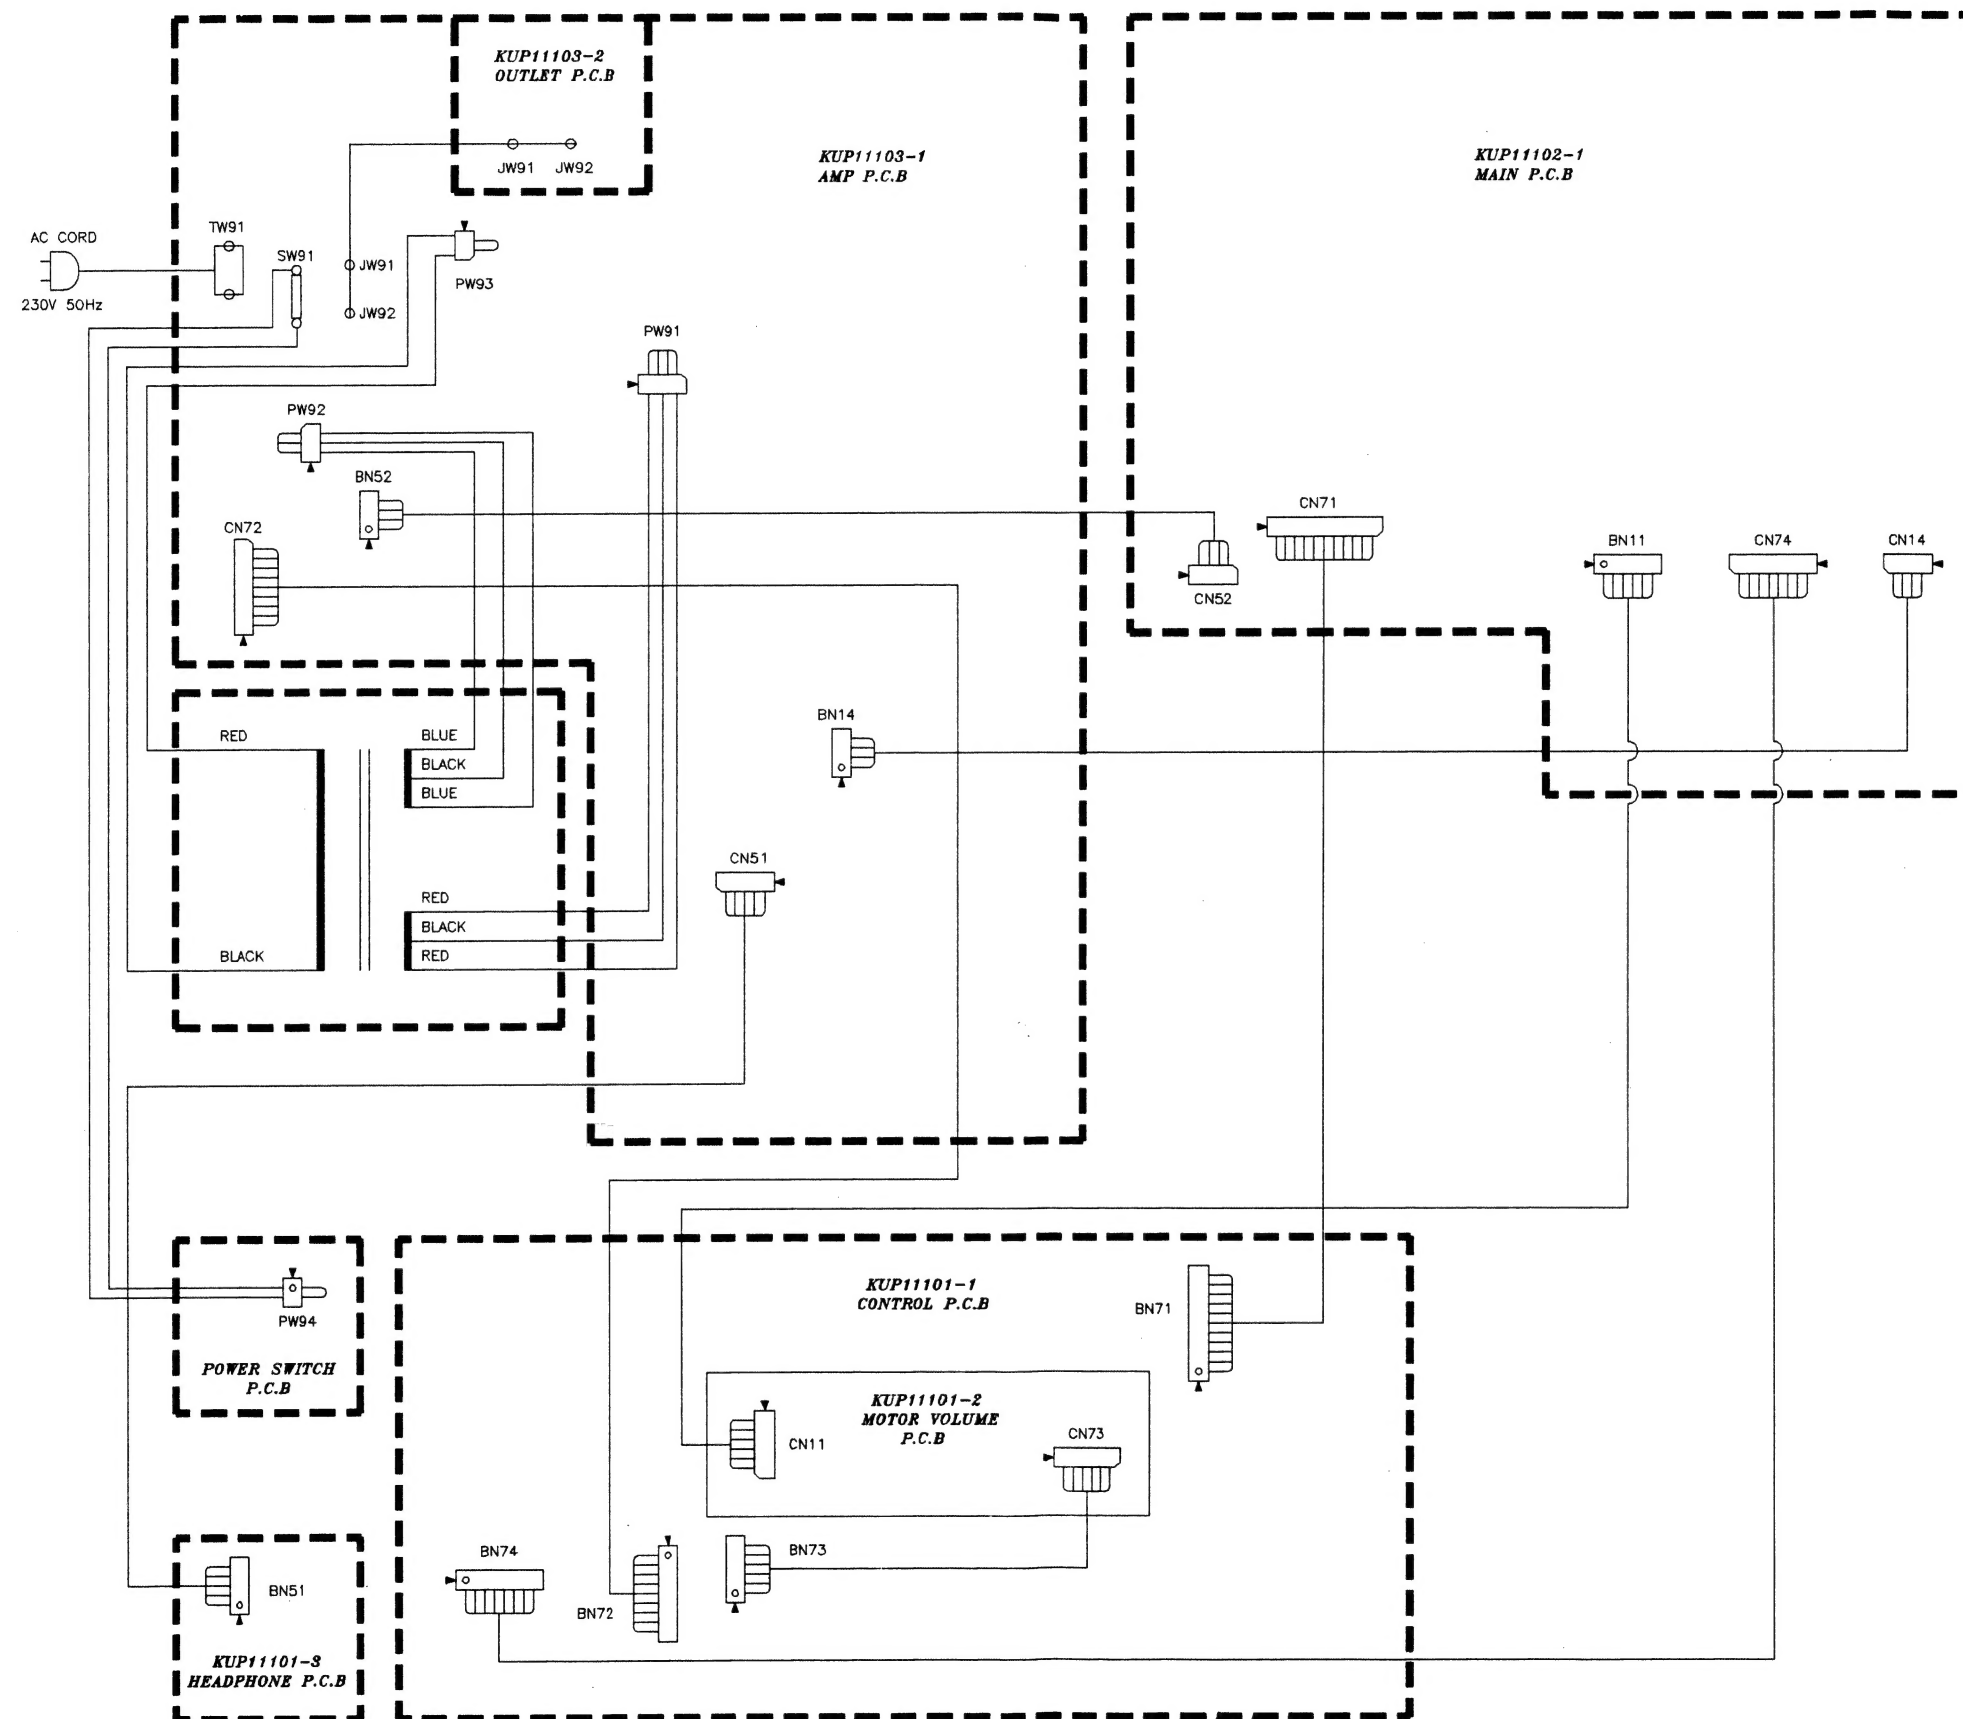 KUP11103-2
OUTLET P.C.B
JW91 JW92
KUP11103-1
AMP P.C.B
KUP11102-1
MAIN P.C.B
AC CORD
230V 50Hz
TW91
SW91
JW91
JW92
PW93
PW91
PW92
BN52
CN72
CN52
CN71
BN11
CN74
CN14
RED
BLACK
BLUE
BLACK
BLUE
RED
BLACK
RED
BN14
CN51
PW94
POWER SWITCH
P.C.B
KUP11101-1
CONTROL P.C.B
BN71
KUP11101-2
MOTOR VOLUME
P.C.B
CN11
CN73
BN74
BN72
BN73
BN51
KUP11101-3
HEADPHONE P.C.B